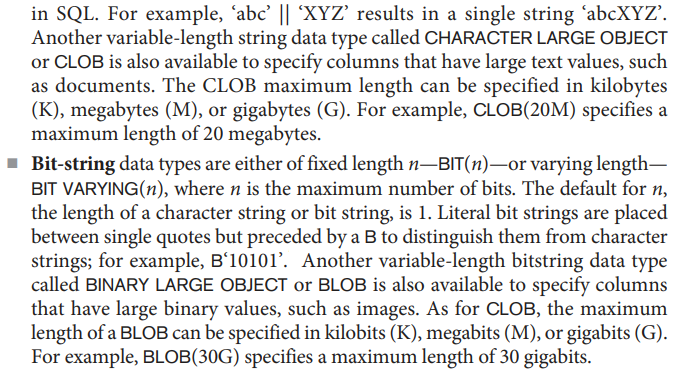 in SQL. For example, ‘abc’ || ‘XYZ’ results in a single string ‘abcXYZ’.
Another variable-length string data type called CHARACTER LARGE OBJECT
or CLOB is also available to specify columns that have large text values, such
as documents. The CLOB maximum length can be specified in kilobytes
(K), megabytes (M), or gigabytes (G). For example, CLOB(20M) specifies a
maximum length of 20 megabytes.
■ Bit-string data types are either of fixed length n—BIT(n)—or varying length—
BIT VARYING(n), where n is the maximum number of bits. The default for n,
the length of a character string or bit string, is 1. Literal bit strings are placed
between single quotes but preceded by a B to distinguish them from character
strings; for example, B‘10101’. Another variable-length bitstring data type
called BINARY LARGE OBJECT or BLOB is also available to specify columns
that have large binary values, such as images. As for CLOB, the maximum
length of a BLOB can be specified in kilobits (K), megabits (M), or gigabits (G).
For example, BLOB(30G) specifies a maximum length of 30 gigabits.